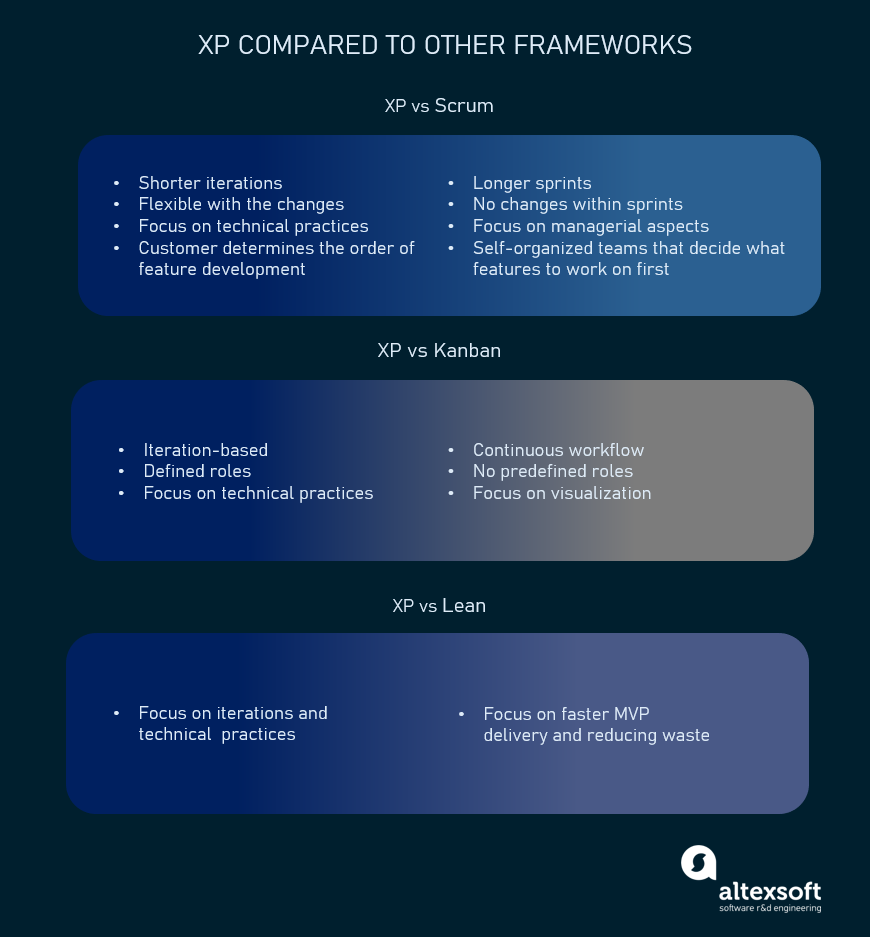 XP COMPARED TO OTHER FRAMEWORKS
XP vs Scrum
• Shorter iterations
• Flexible with the changes
• Focus on technical practices
• Customer determines the order of
feature development
• Longer sprints
• No changes within sprints
• Focus on managerial aspects
• Self-organized teams that decide what
features to work on first
XP vs Kanban
• Iteration-based
• Defined roles
• Focus on technical practices
• Continuous workflow
• No predefined roles
• Focus on visualization
XP vs Lean
• Focus on iterations and
technical practices
• Focus on faster MVP
delivery and reducing waste
altexsoft
software r&d engineering